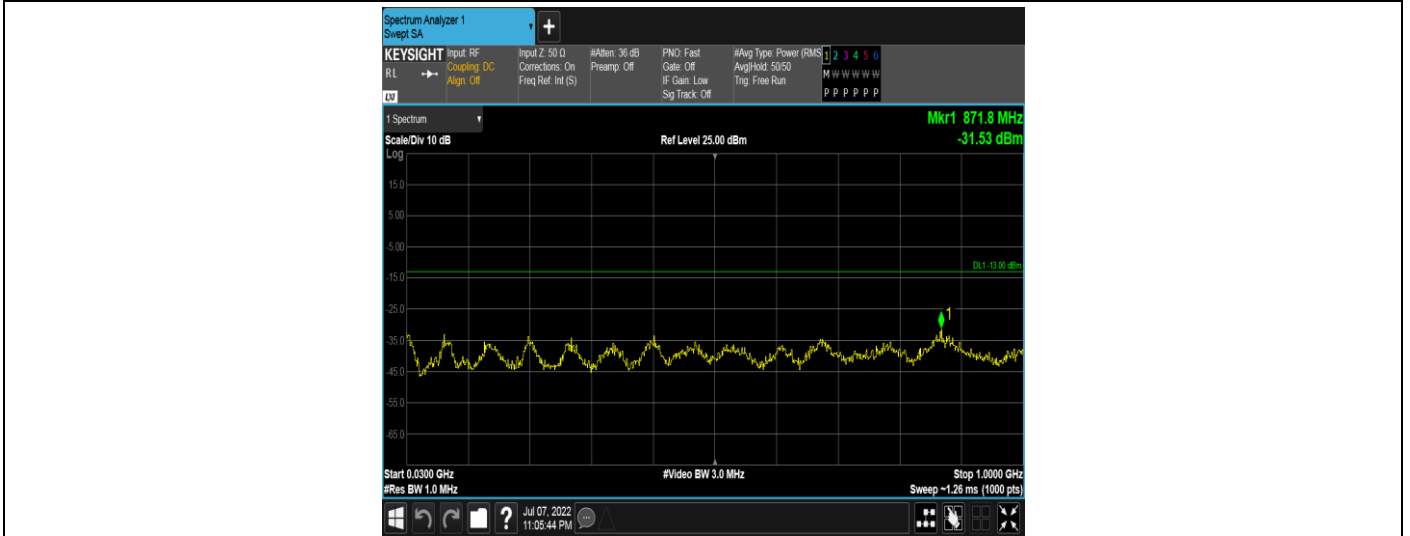 Spectrum Analyzer 1
Swept SA
+
KEYSIGHT
RL
LXI
Input: RF
Coupling: DC
Align: Off
Input Z: 50 Ω
Corrections: On
Freq Ref: Int (S)
#Atten: 36 dB
Preamp: Off
PNO: Fast
Gate: Off
IF Gain: Low
Sig Track: Off
#Avg Type: Power (RMS
Avg|Hold: 50/50
Trig: Free Run
1 2 3 4 5 6
M W W W W W
P P P P P P
1 Spectrum
Mkr1 871.8 MHz
-31.53 dBm
Scale/Div 10 dB
Ref Level 25.00 dBm
Log
15.0
5.00
-5.00
DL1 -13.00 dBm
-15.0
-25.0
1
-35.0
-45.0
-55.0
-65.0
Start 0.0300 GHz
#Video BW 3.0 MHz
Stop 1.0000 GHz
#Res BW 1.0 MHz
Sweep ~1.26 ms (1000 pts)
?
Jul 07, 2022
11:05:44 PM